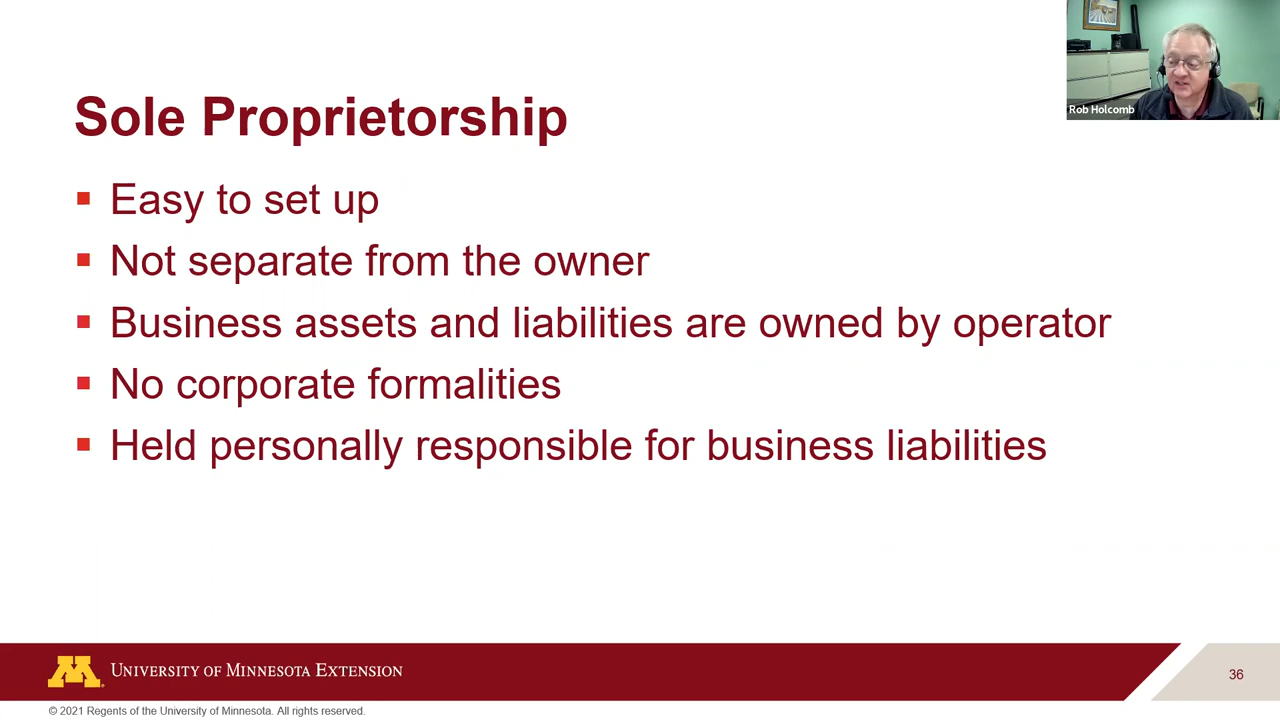 Rob Holcomb
Sole Proprietorship
Easy to set up
Not separate from the owner
Business assets and liabilities are owned by operator
No corporate formalities
Held personally responsible for business liabilities
M
UNIVERSITY OF MINNESOTA EXTENSION
36
© 2021 Regents of the University of Minnesota. All rights reserved.